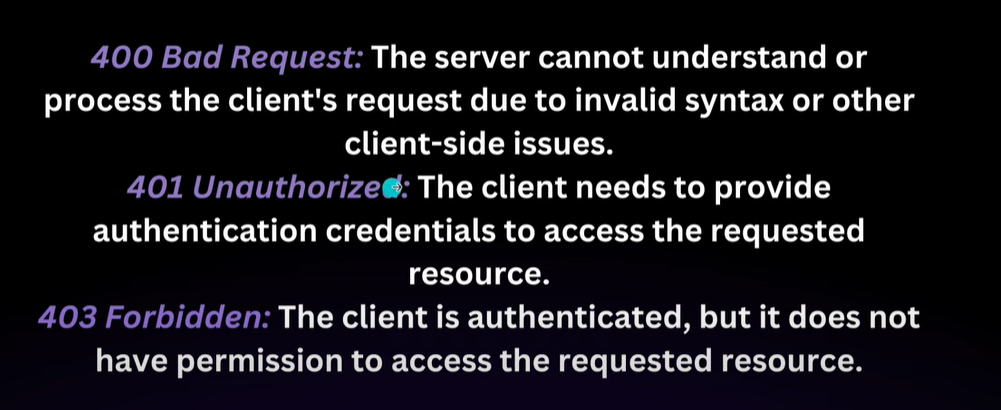 400 Bad Request: The server cannot understand or
process the client's request due to invalid syntax or other
client-side issues.
401 Unauthorized: The client needs to provide
authentication credentials to access the requested
resource.
403 Forbidden: The client is authenticated, but it does not
have permission to access the requested resource.